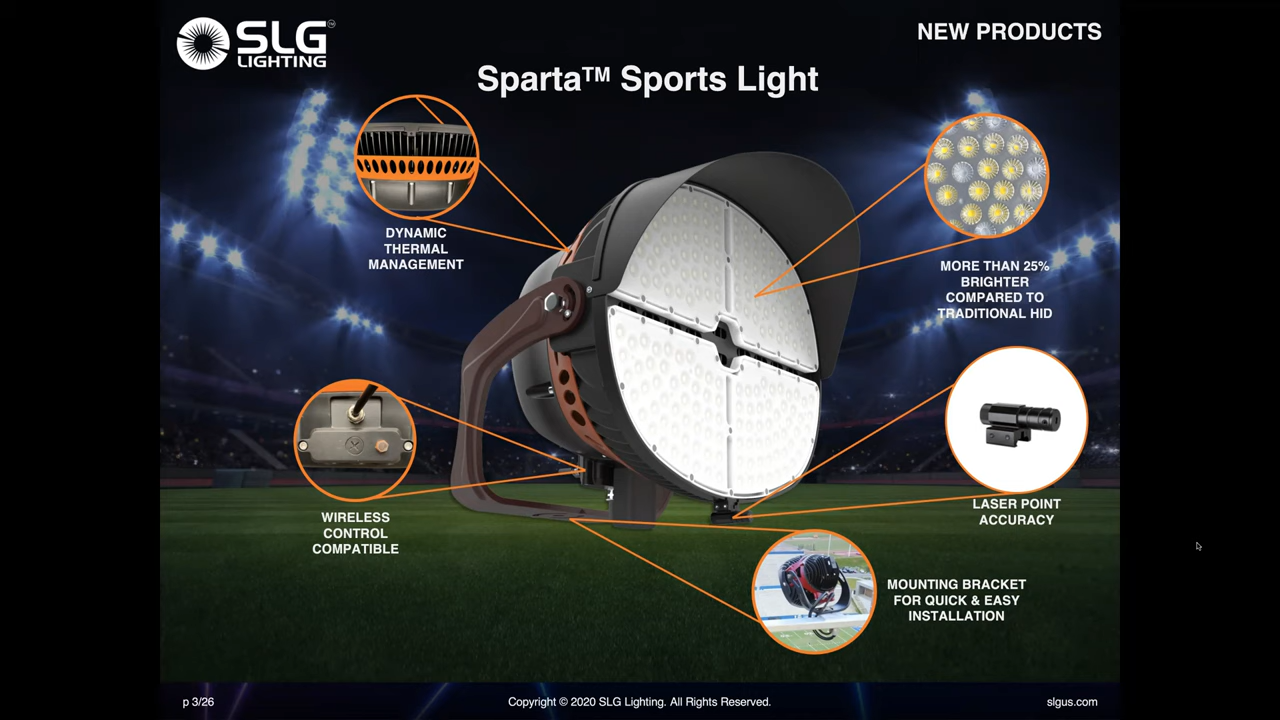 SLG
LIGHTING
TM
NEW PRODUCTS
Sparta™ Sports Light
DYNAMIC
THERMAL
MANAGEMENT
MORE THAN 25%
BRIGHTER
COMPARED TO
TRADITIONAL HID
WIRELESS
CONTROL
COMPATIBLE
LASER POINT
ACCURACY
MOUNTING BRACKET
FOR QUICK & EASY
INSTALLATION
p 3/26
Copyright © 2020 SLG Lighting. All Rights Reserved.
slgus.com